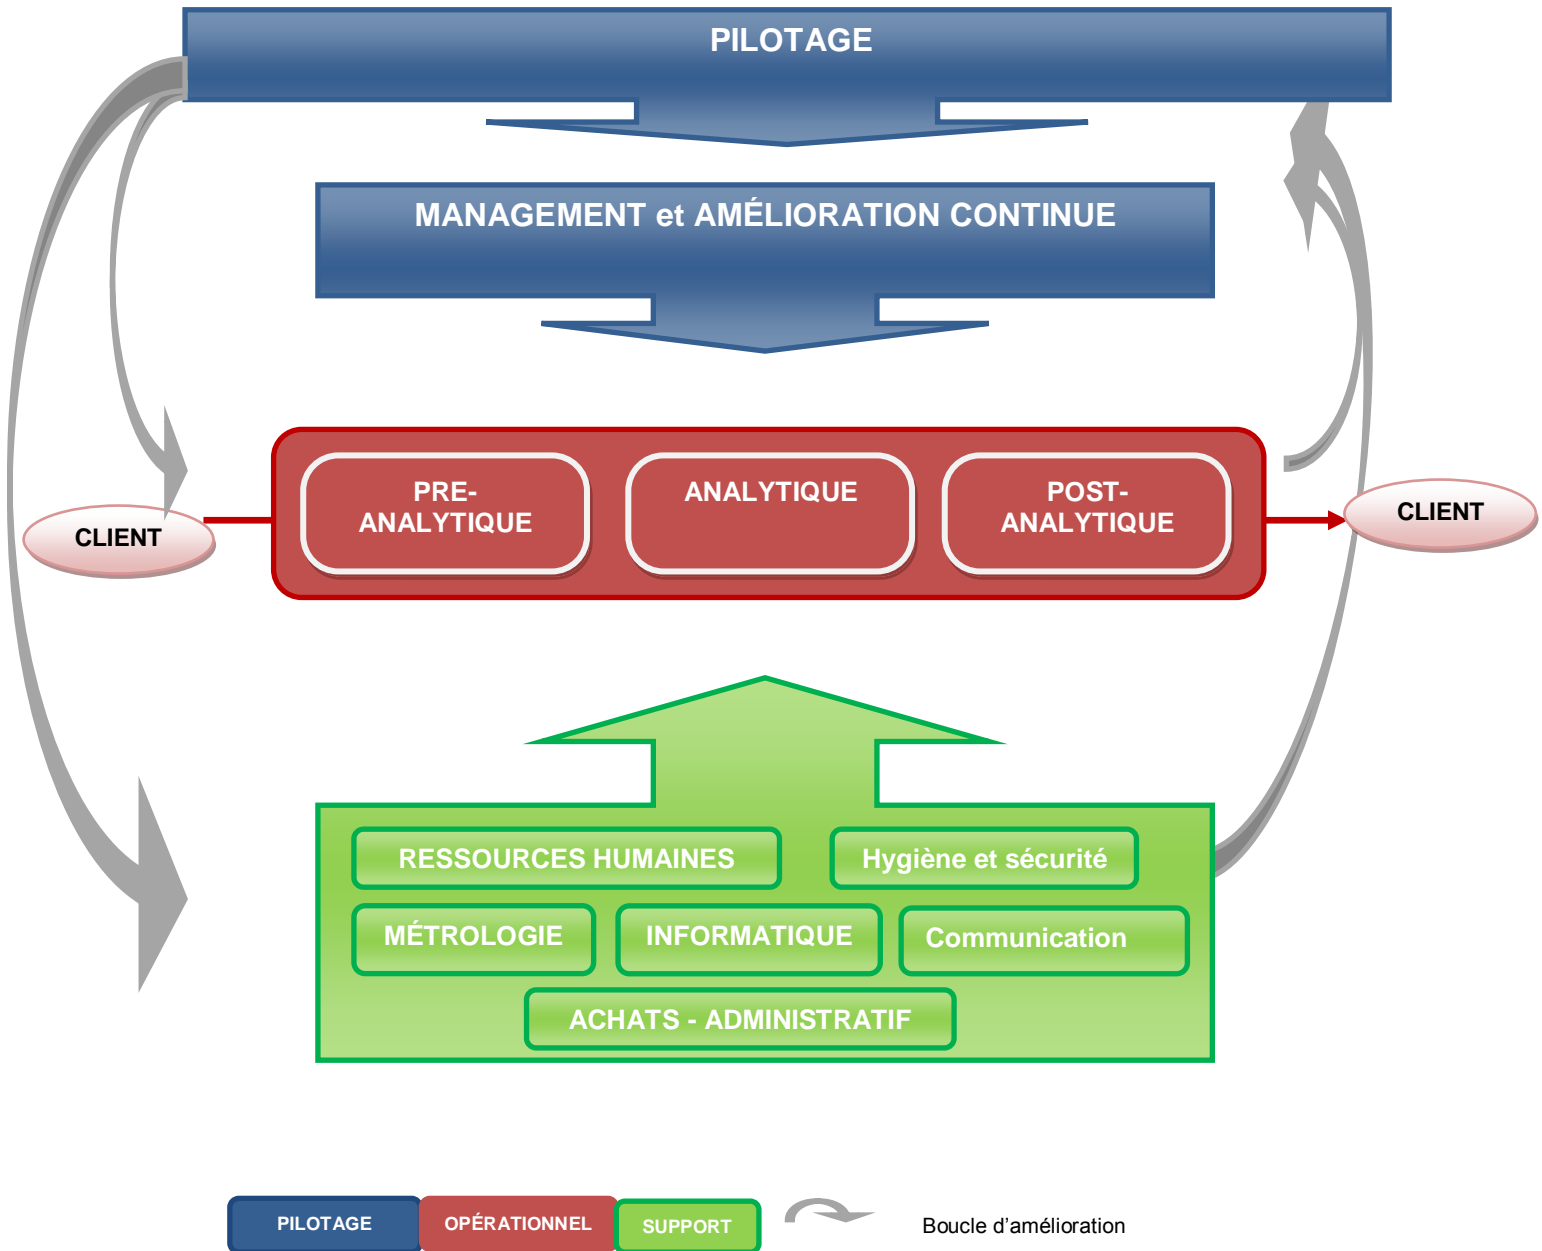 PILOTAGE
MANAGEMENT et AMÉLIORATION CONTINUE
PRE-
ANALYTIQUE
ANALYTIQUE
POST-
ANALYTIQUE
CLIENT
CLIENT
RESSOURCES HUMAINES
Hygiène et sécurité
MÉTROLOGIE
INFORMATIQUE
Communication
ACHATS - ADMINISTRATIF
PILOTAGE
OPÉRATIONNEL
SUPPORT
Boucle d’amélioration